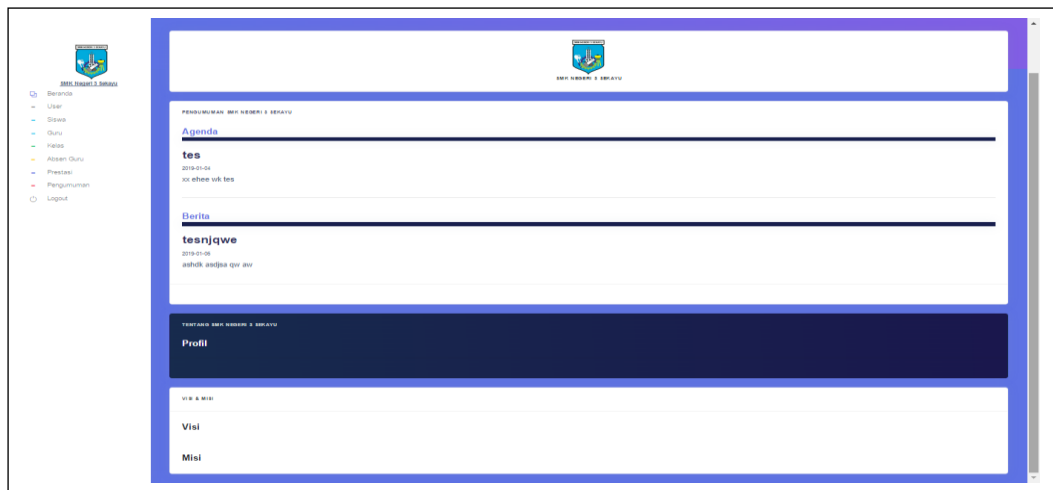 SMK Negeri 3 Sekayu
Beranda
User
Siswa
Guru
Kelas
Absen Guru
Prestasi
Pengumuman
Logout
SMK NEGERI 3 SEKAYU
PENGUMUMAN SMK NEGERI 3 SEKAYU
Agenda
tes
2019-01-04
xx ehee wk tes
Berita
tesnjqwe
2019-01-06
ashdk asdjsa qw aw
TENTANG SMK NEGERI 3 SEKAYU
Profil
VISI & MISI
Visi
Misi